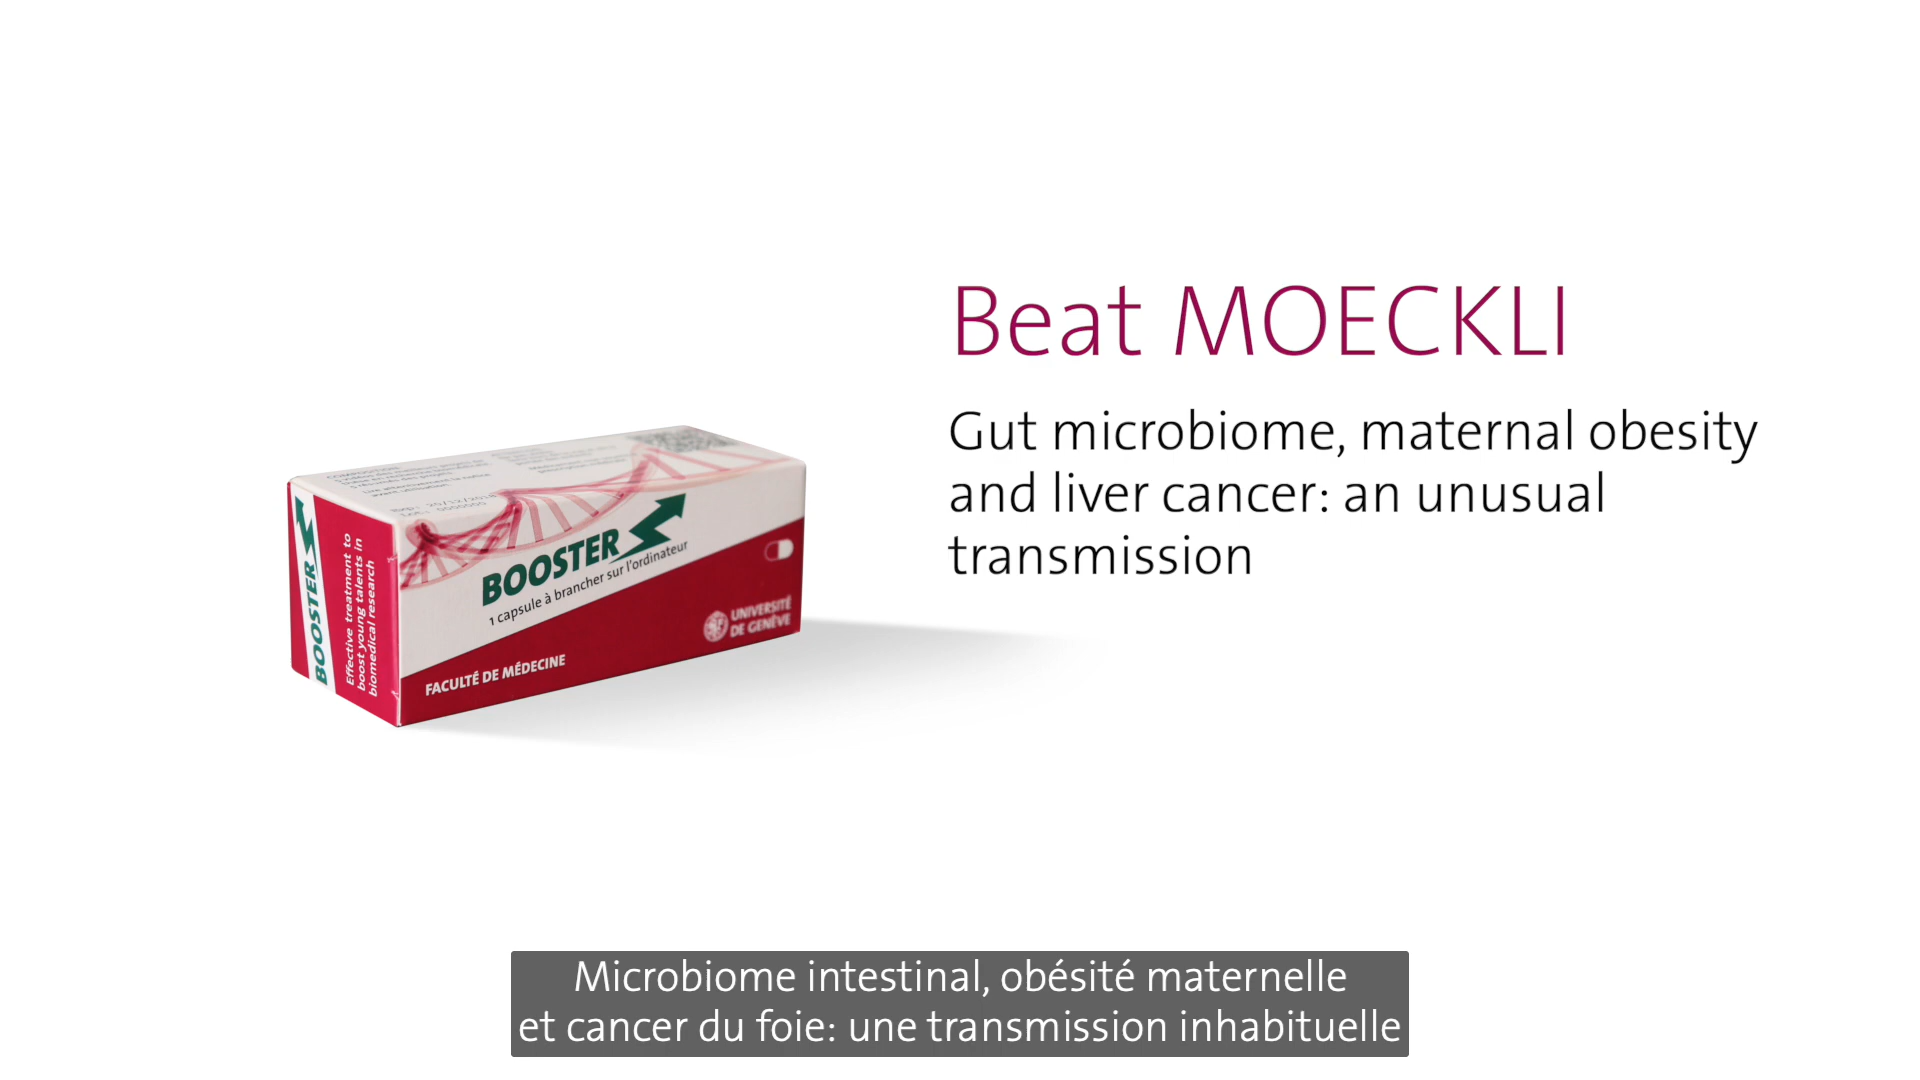 Beat MOECKLI
Gut microbiome, maternal obesity
and liver cancer: an unusual
transmission
BOOSTER
1 capsule à brancher sur l'ordinateur
UNIVERSITÉ
DE GENÈVE
FACULTÉ DE MÉDECINE
BOOSTER
Effective treatment to
boost young talents in
biomedical research
Microbiome intestinal, obésité maternelle
et cancer du foie: une transmission inhabituelle